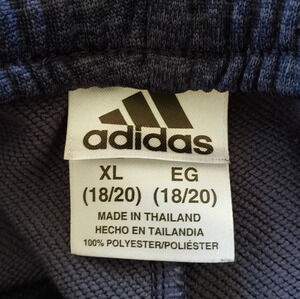 adidas
XL EG
(18/20) (18/20)
MADE IN THAILAND
HECHO EN TAILANDIA
100% POLYESTER/POLIÉSTER